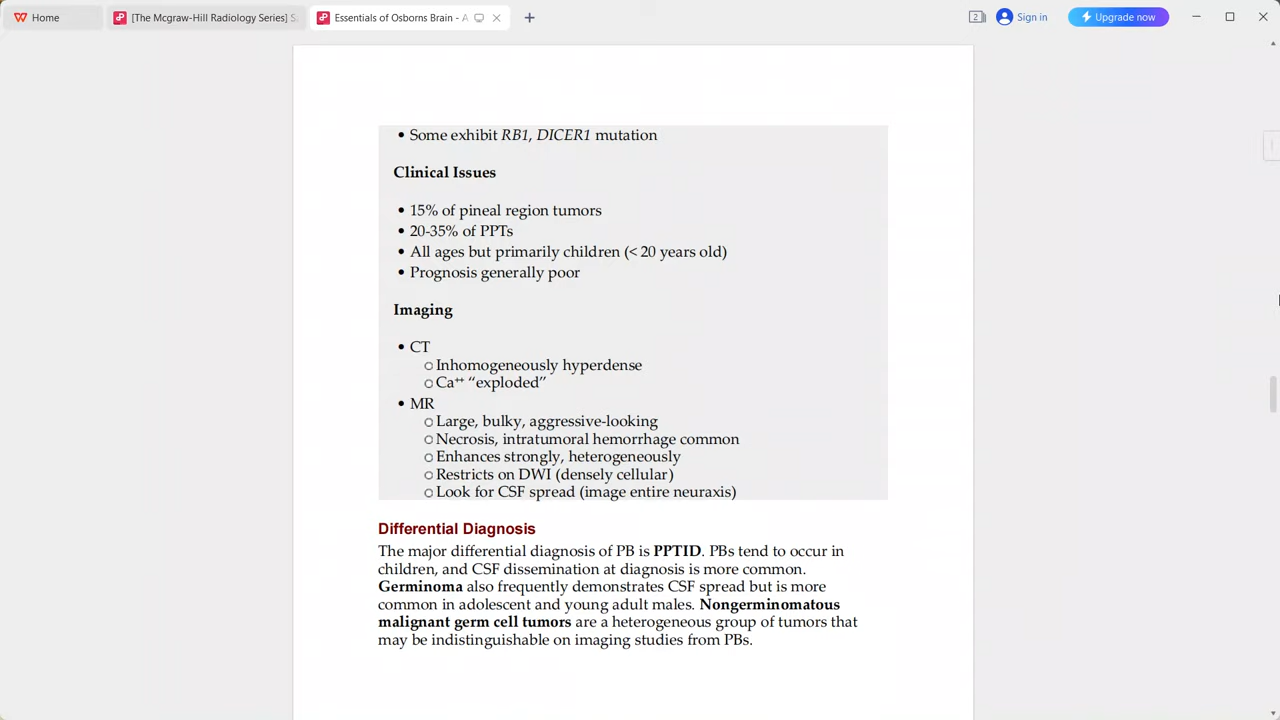 Home
[The Mcgraw-Hill Radiology Series] S
Essentials of Osborns Brain - A
2
Sign in
Upgrade now
• Some exhibit RB1, DICER1 mutation
Clinical Issues
• 15% of pineal region tumors
• 20-35% of PPTs
• All ages but primarily children (< 20 years old)
• Prognosis generally poor
Imaging
• CT
○ Inhomogeneously hyperdense
○ Ca⁺⁺ “exploded”
• MR
○ Large, bulky, aggressive-looking
○ Necrosis, intratumoral hemorrhage common
○ Enhances strongly, heterogeneously
○ Restricts on DWI (densely cellular)
○ Look for CSF spread (image entire neuraxis)
Differential Diagnosis
The major differential diagnosis of PB is PPTID. PBs tend to occur in
children, and CSF dissemination at diagnosis is more common.
Germinoma also frequently demonstrates CSF spread but is more
common in adolescent and young adult males. Nongerminomatous
malignant germ cell tumors are a heterogeneous group of tumors that
may be indistinguishable on imaging studies from PBs.